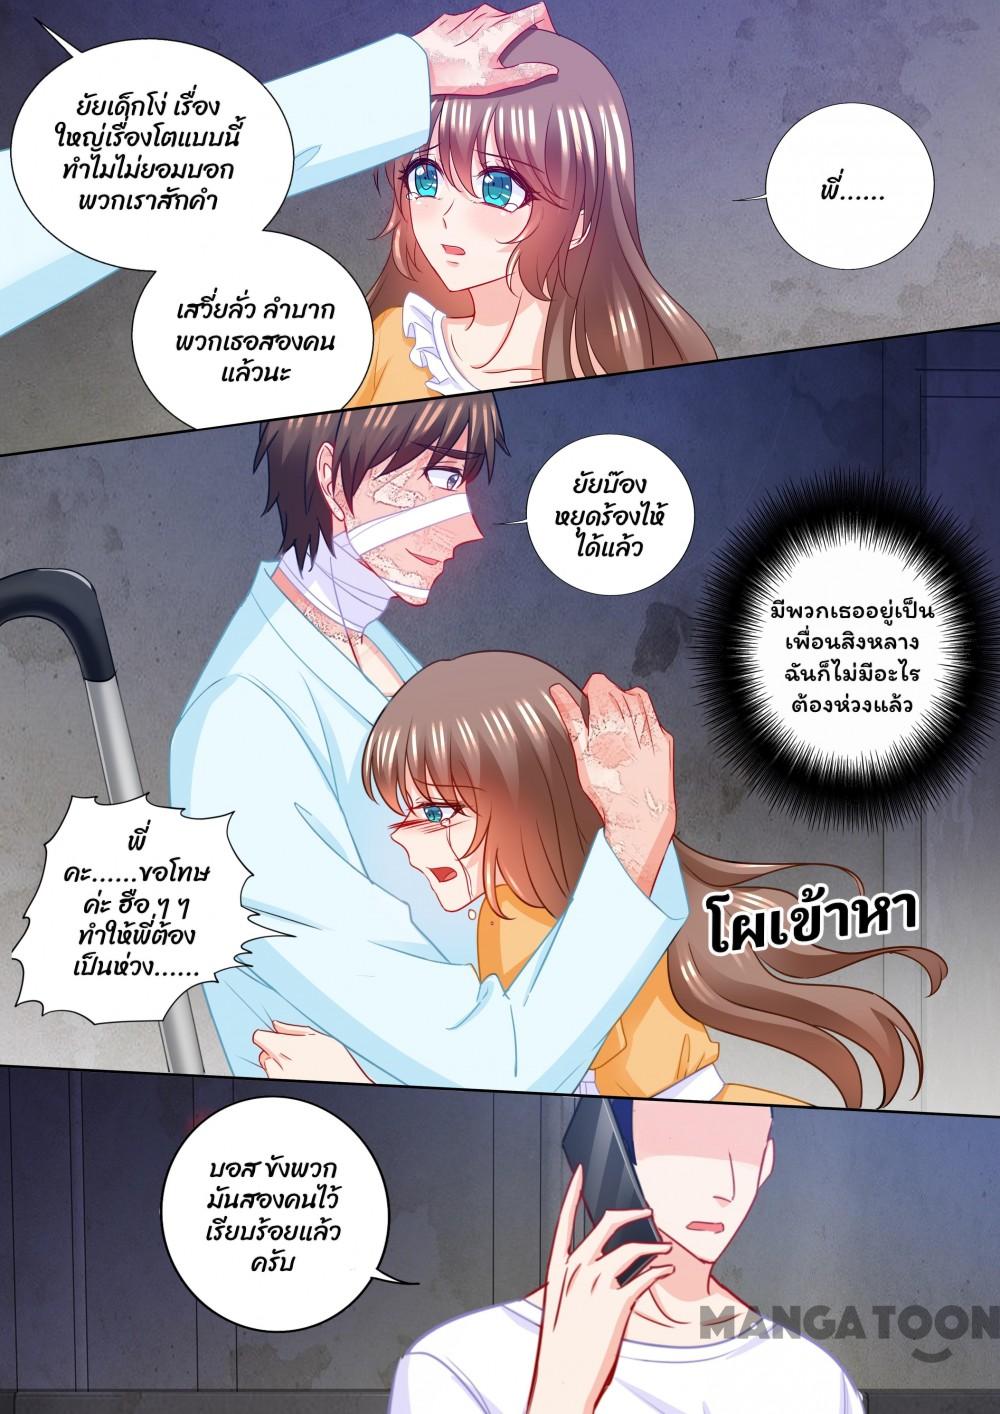 ยัยเด็กโง่ เรื่อง
ใหญ่เรื่องโตแบบนี้
ทำไมไม่ยอมบอก
พวกเราสักคำ
พี่......
เสวี่ยลั่ว ลำบาก
พวกเธอสองคน
แล้วนะ
ยัยบ๊อง
หยุดร้องไห้
ได้แล้ว
มีพวกเธออยู่เป็น
เพื่อนสิงหลาง
ฉันก็ไม่มีอะไร
ต้องห่วงแล้ว
พี่
คะ......ขอโทษ
ค่ะ ฮือ ๆ ๆ
ทำให้พี่ต้อง
เป็นห่วง......
โผเข้าหา
บอส ขังพวก
มันสองคนไว้
เรียบร้อยแล้ว
ครับ
MANGATOON